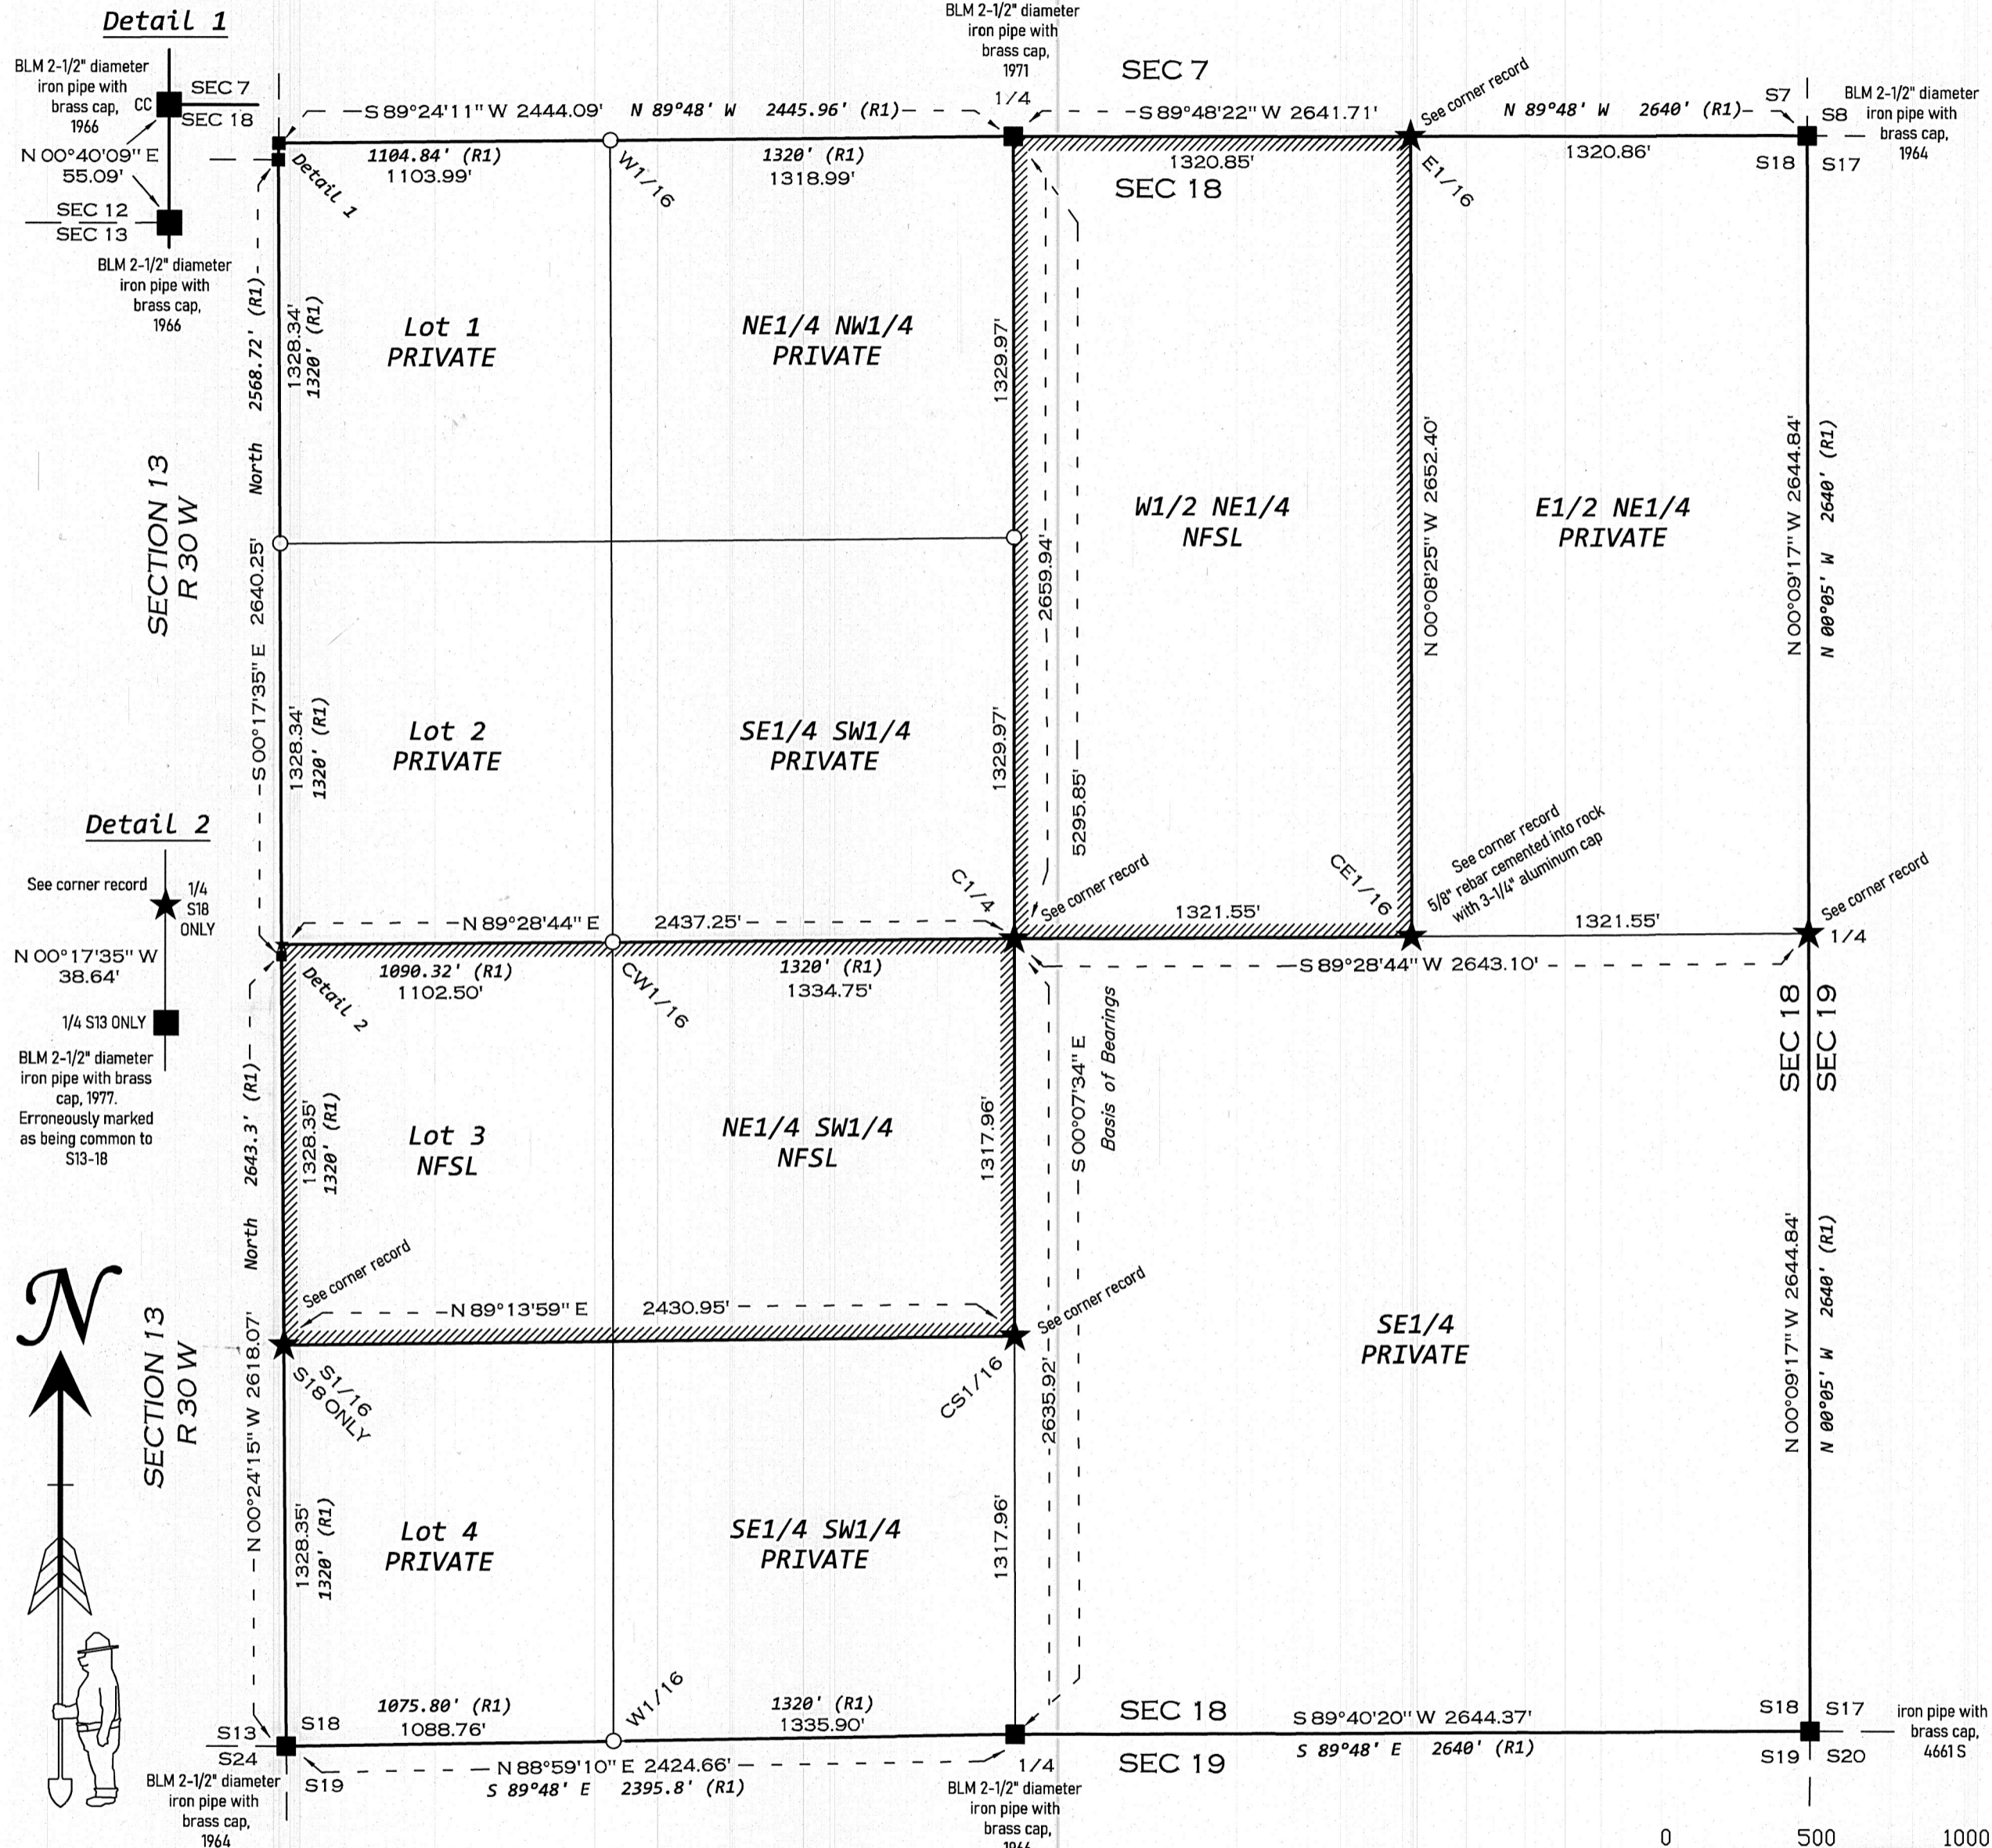 Detail 1
BLM 2-1/2" diameter
iron pipe with
brass cap,
1966
CC
SEC 7
SEC 18
N 00°40'09" E
55.09'
SEC 12
SEC 13
BLM 2-1/2" diameter
iron pipe with
brass cap,
1966
BLM 2-1/2" diameter
iron pipe with
brass cap,
1971
1/4
SEC 7
S 89°24'11" W 2444.09'
N 89°48' W 2445.96' (R1)
S 89°48'22" W 2641.71'
See corner record
N 89°48' W 2640' (R1)
S7
S8
S18
S17
BLM 2-1/2" diameter
iron pipe with
brass cap,
1964
1104.84' (R1)
1103.99'
W1/16
1320' (R1)
1318.99'
1320.85'
SEC 18
E1/16
1320.86'
Detail 1
North 2568.72' (R1)
1328.34'
1320' (R1)
Lot 1
PRIVATE
NE1/4 NW1/4
PRIVATE
1329.97'
W1/2 NE1/4
NFSL
N 00°08'25" W 2652.40'
E1/2 NE1/4
PRIVATE
N 00°09'17" W 2644.84'
N 00°05' W 2640' (R1)
SECTION 13
R 30 W
S 00°17'35" E 2640.25'
2659.94'
5295.85'
1328.34'
1320' (R1)
Lot 2
PRIVATE
SE1/4 SW1/4
PRIVATE
1329.97'
Detail 2
See corner record
1/4
S18
ONLY
N 00°17'35" W
38.64'
1/4 S13 ONLY
BLM 2-1/2" diameter
iron pipe with brass
cap, 1977.
Erroneously marked
as being common to
S13-18
N 89°28'44" E 2437.25'
C1/4
See corner record
1321.55'
CE1/16
See corner record
5/8" rebar cemented into rock
with 3-1/4" aluminum cap
1321.55'
See corner record
1/4
S 89°28'44" W 2643.10'
Detail 2
1090.32' (R1)
1102.50'
CW1/16
1320' (R1)
1334.75'
SEC 18
SEC 19
North 2643.3' (R1)
1328.35'
1320' (R1)
Lot 3
NFSL
NE1/4 SW1/4
NFSL
1317.96'
S 00°07'34" E
Basis of Bearings
See corner record
N 89°13'59" E 2430.95'
See corner record
SE1/4
PRIVATE
N 00°09'17" W 2644.84'
N 00°05' W 2640' (R1)
N
SECTION 13
R 30 W
N 00°24'15" W 2618.07'
S1/16
S18 ONLY
CS1/16
2635.92'
1328.35'
1320' (R1)
Lot 4
PRIVATE
SE1/4 SW1/4
PRIVATE
1317.96'
1075.80' (R1)
1088.76'
W1/16
1320' (R1)
1335.90'
SEC 18
SEC 19
S 89°40'20" W 2644.37'
S 89°48' E 2640' (R1)
S13
S18
S24
S19
N 88°59'10" E 2424.66'
S 89°48' E 2395.8' (R1)
1/4
S18
S17
S19
S20
iron pipe with
brass cap,
4661 S
BLM 2-1/2" diameter
iron pipe with
brass cap,
1964
BLM 2-1/2" diameter
iron pipe with
brass cap,
1966
0 500 1000